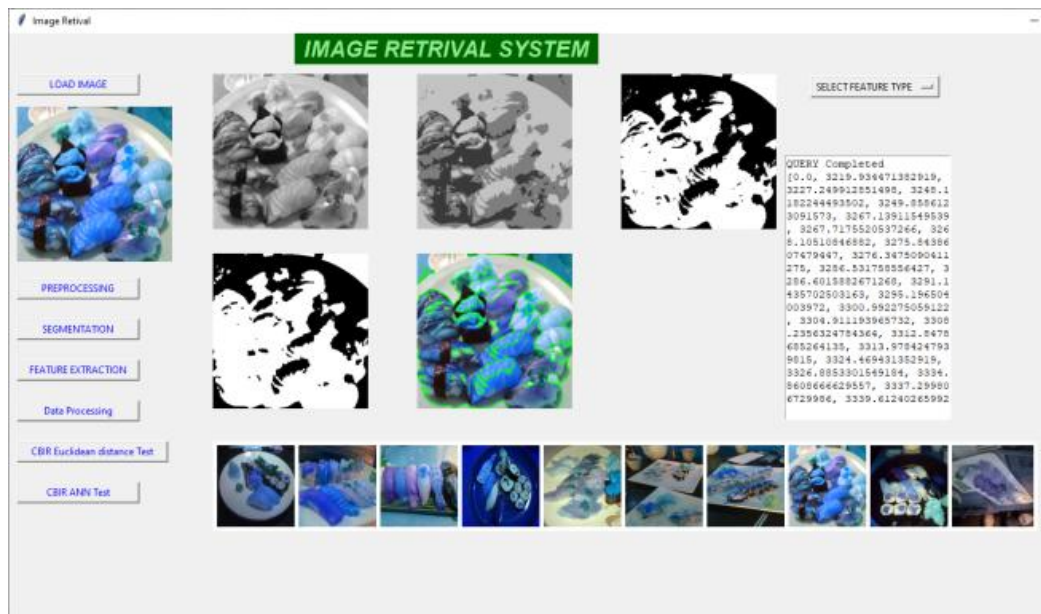 Image Retival
IMAGE RETRIVAL SYSTEM
LOAD IMAGE
SELECT FEATURE TYPE
PREPROCESSING
SEGMENTATION
FEATURE EXTRACTION
Data Processing
CBIR Euclidean distance Test
CBIR ANN Test
QUERY Completed
[0.0, 3219.934471382919,
3227.249912851498, 3248.1
182244493502, 3249.858612
3091573, 3267.13911549539
, 3267.7175520537266, 326
8.10510846882, 3275.84386
07479447, 3276.3475090411
275, 3286.531758556427, 3
286.6015882671268, 3291.1
435702503163, 3295.196504
003972, 3300.992275059122
, 3304.911193965732, 3308
.2356324784364, 3312.8478
685264135, 3313.978424793
9815, 3324.469431352919,
3326.8853301549184, 3334.
8608666629557, 3337.29980
6729986, 3339.61240265992